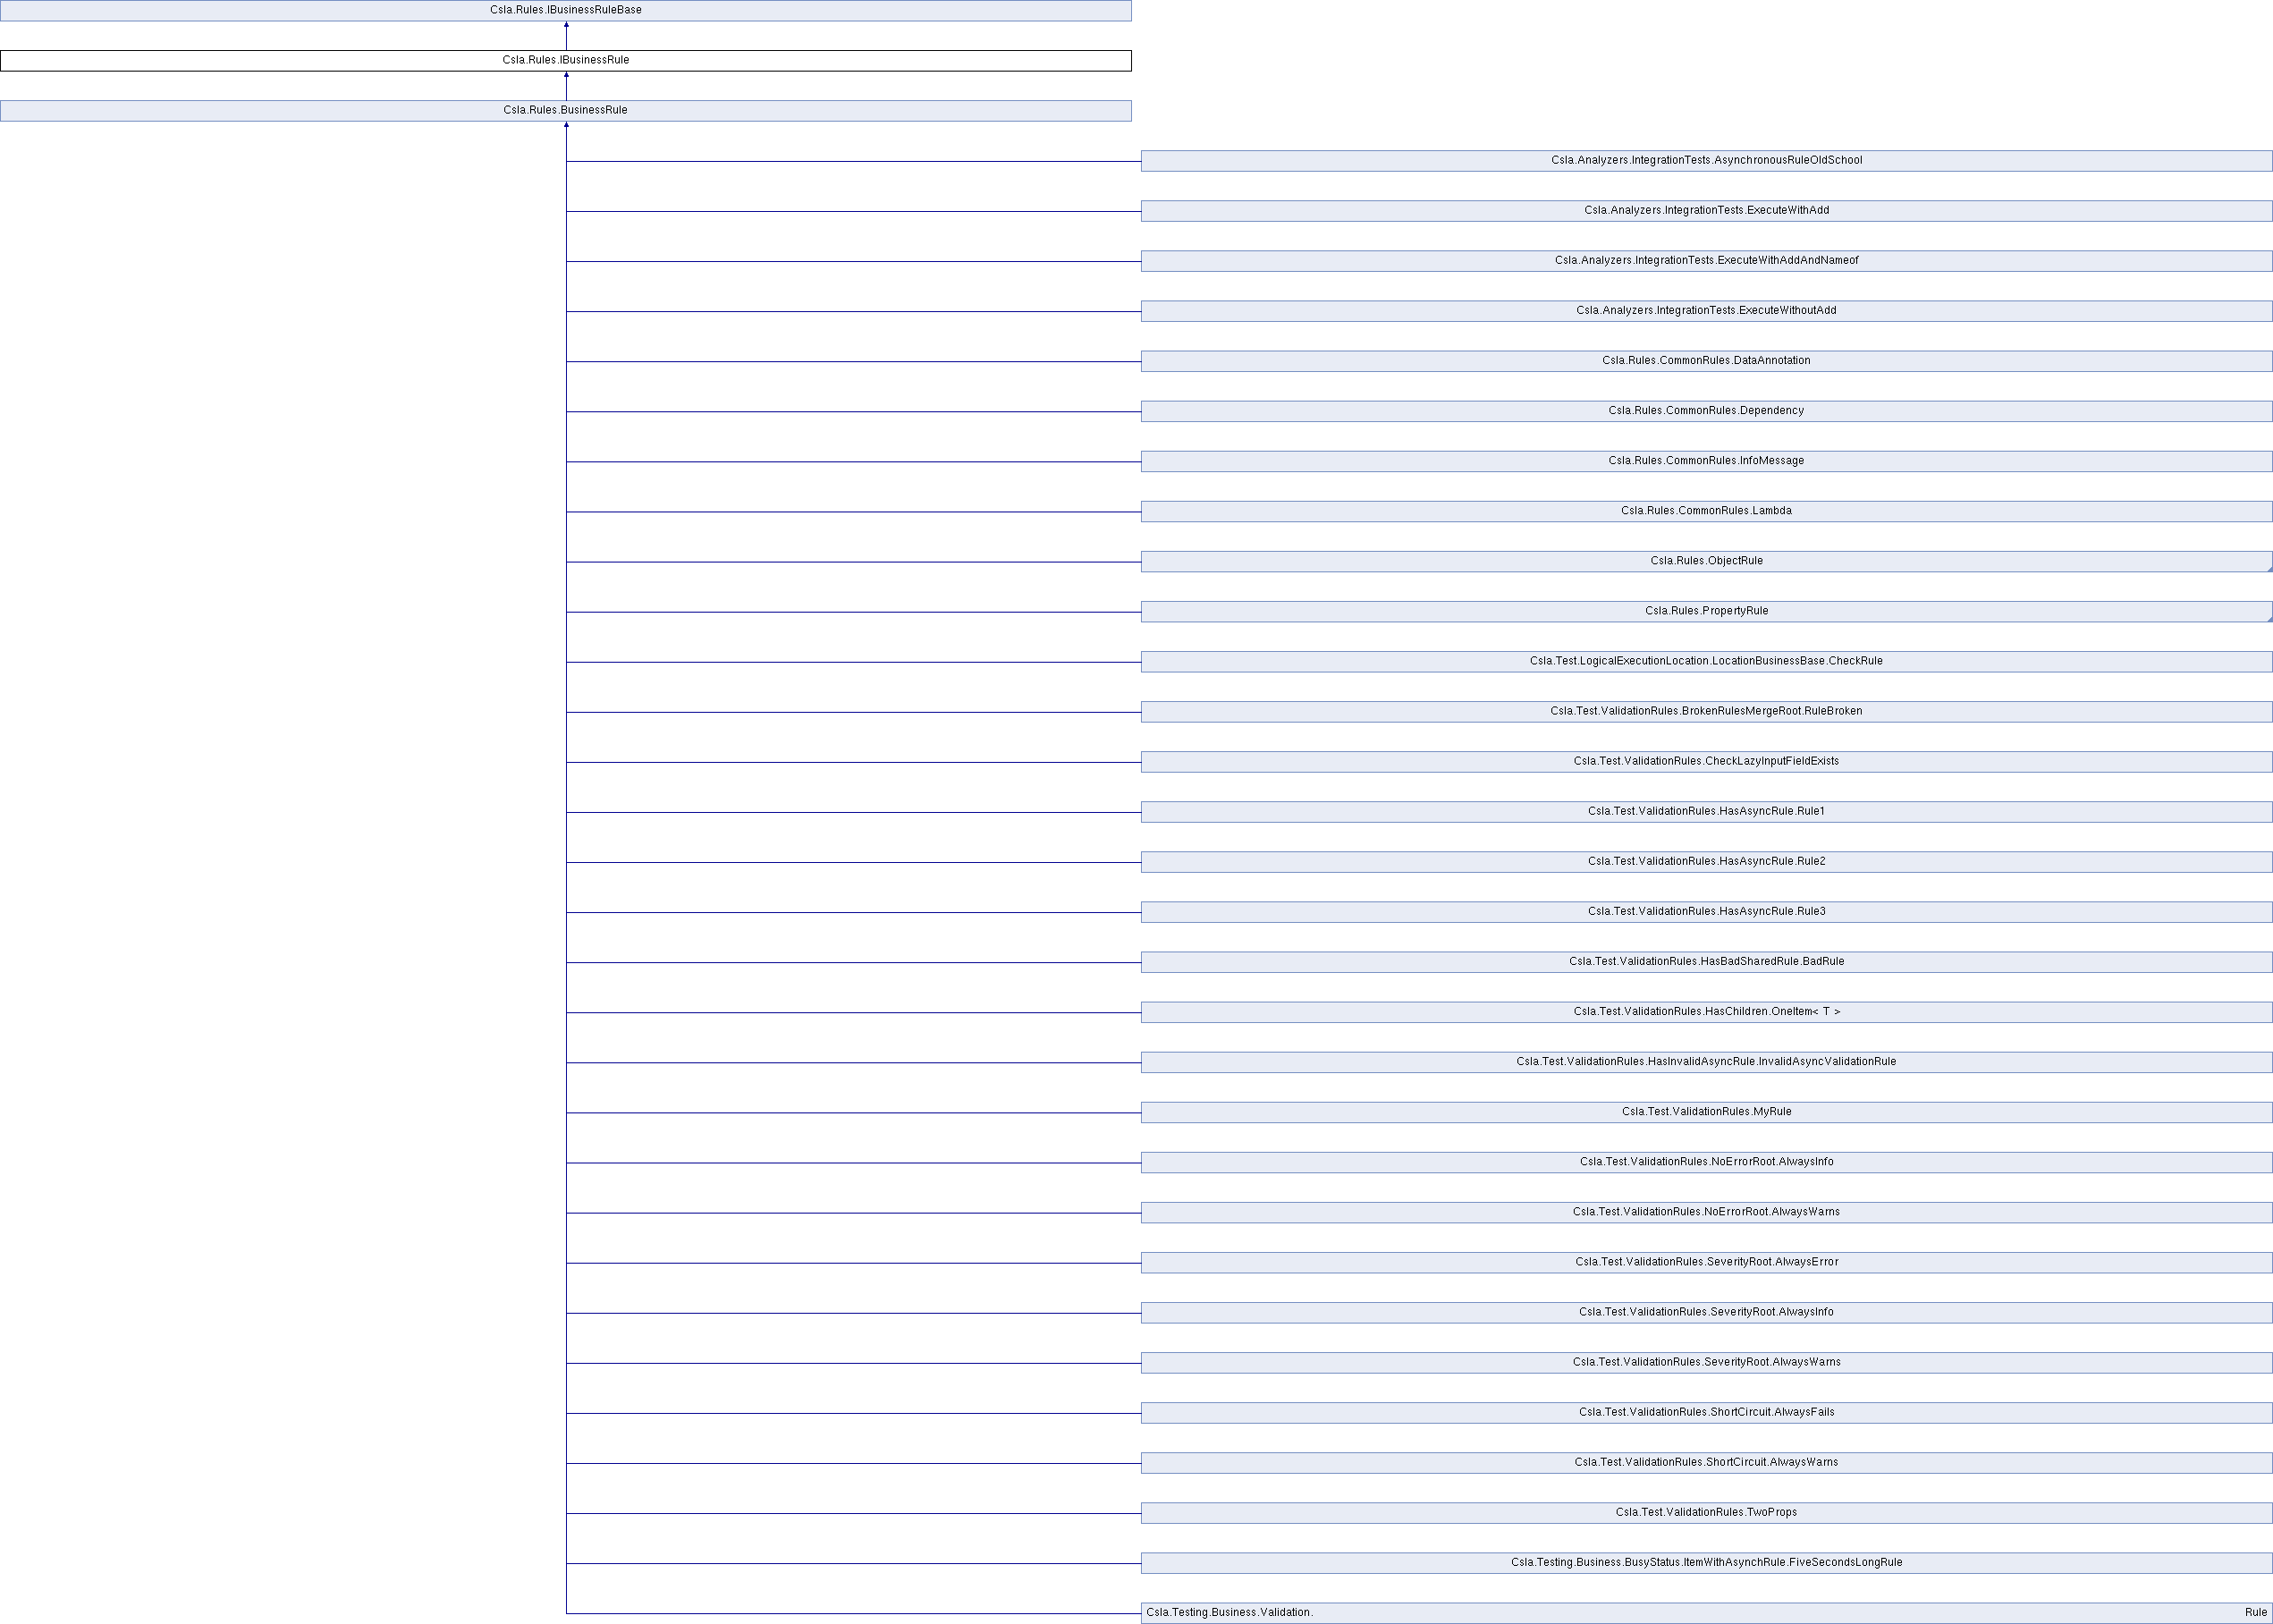 Csla.Rules.IBusinessRuleBase
Csla.Rules.IBusinessRule
Csla.Rules.BusinessRule
Csla.Analyzers.IntegrationTests.AsynchronousRuleOldSchool
Csla.Analyzers.IntegrationTests.ExecuteWithAdd
Csla.Analyzers.IntegrationTests.ExecuteWithAddAndNameof
Csla.Analyzers.IntegrationTests.ExecuteWithoutAdd
Csla.Rules.CommonRules.DataAnnotation
Csla.Rules.CommonRules.Dependency
Csla.Rules.CommonRules.InfoMessage
Csla.Rules.CommonRules.Lambda
Csla.Rules.ObjectRule
Csla.Rules.PropertyRule
Csla.Test.LogicalExecutionLocation.LocationBusinessBase.CheckRule
Csla.Test.ValidationRules.BrokenRulesMergeRoot.RuleBroken
Csla.Test.ValidationRules.CheckLazyInputFieldExists
Csla.Test.ValidationRules.HasAsyncRule.Rule1
Csla.Test.ValidationRules.HasAsyncRule.Rule2
Csla.Test.ValidationRules.HasAsyncRule.Rule3
Csla.Test.ValidationRules.HasBadSharedRule.BadRule
Csla.Test.ValidationRules.HasChildren.OneItem< T >
Csla.Test.ValidationRules.HasInvalidAsyncRule.InvalidAsyncValidationRule
Csla.Test.ValidationRules.MyRule
Csla.Test.ValidationRules.NoErrorRoot.AlwaysInfo
Csla.Test.ValidationRules.NoErrorRoot.AlwaysWarns
Csla.Test.ValidationRules.SeverityRoot.AlwaysError
Csla.Test.ValidationRules.SeverityRoot.AlwaysInfo
Csla.Test.ValidationRules.SeverityRoot.AlwaysWarns
Csla.Test.ValidationRules.ShortCircuit.AlwaysFails
Csla.Test.ValidationRules.ShortCircuit.AlwaysWarns
Csla.Test.ValidationRules.TwoProps
Csla.Testing.Business.BusyStatus.ItemWithAsynchRule.FiveSecondsLongRule
Csla.Testing.Business.Validation. Rule